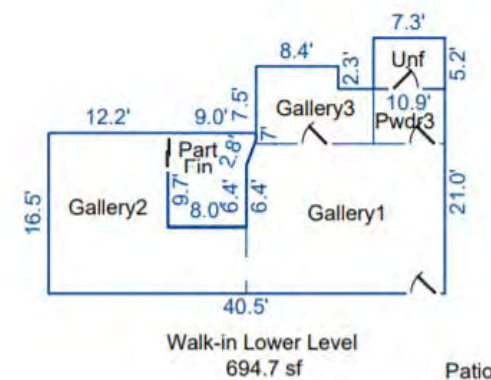 7.3'
8.4'
Unf
2.3'
5.2'
12.2'
9.0'
7.5'
Gallery3
10.9'
Pwdr3
Part
Fin
2.8'
7'
16.5'
Gallery2
9.7'
8.0'
6.4'
6.4'
Gallery1
21.0'
40.5'
Walk-in Lower Level
694.7 sf
Patio